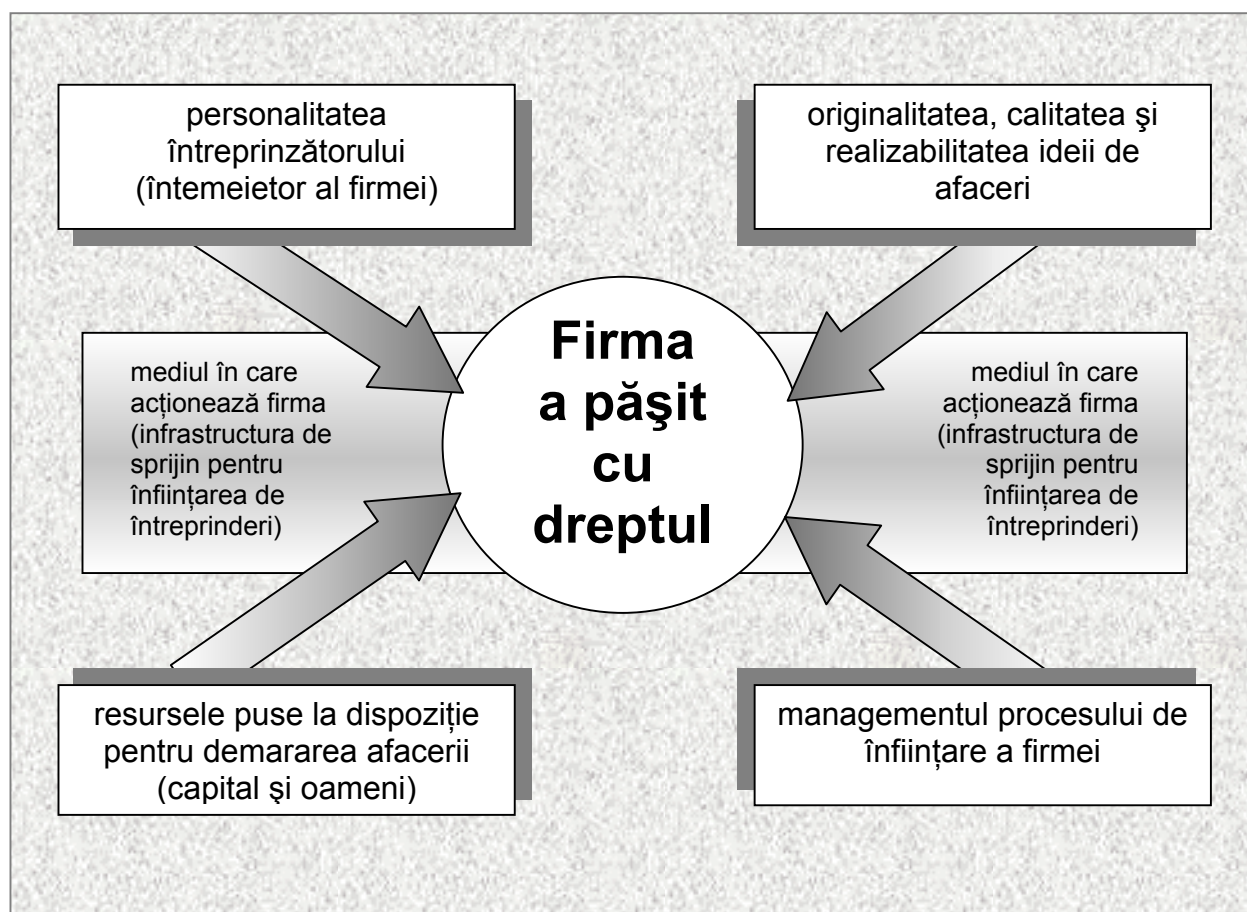 personalitatea
întreprinzătorului
(întemeietor al firmei)
originalitatea, calitatea şi
realizabilitatea ideii de
afaceri
mediul în care
acționează firma
(infrastructura de
sprijin pentru
înființarea de
întreprinderi)
Firma
a păşit
cu
dreptul
mediul în care
acționează firma
(infrastructura de
sprijin pentru
înființarea de
întreprinderi)
resursele puse la dispoziție
pentru demararea afacerii
(capital şi oameni)
managementul procesului de
înființare a firmei